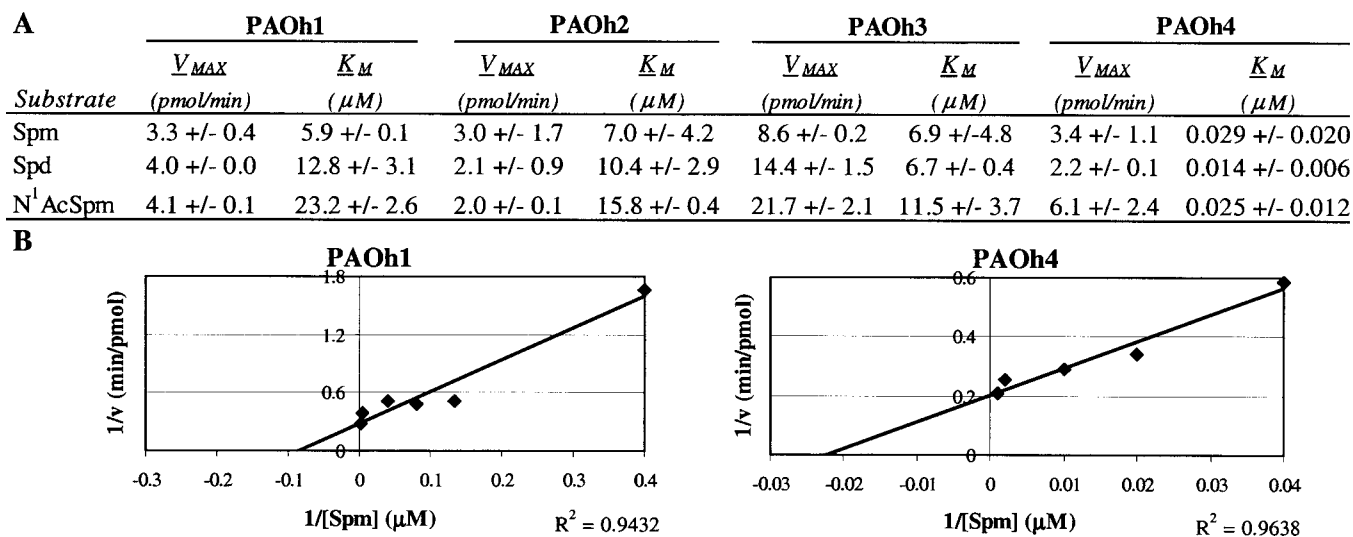 A PAOh1 PAOh2 PAOh3 PAOh4
V MAX K M V MAX K M V MAX K M V MAX K M
Substrate (pmol/min) (μM) (pmol/min) (μM) (pmol/min) (μM) (pmol/min) (μM)
Spm 3.3 +/- 0.4 5.9 +/- 0.1 3.0 +/- 1.7 7.0 +/- 4.2 8.6 +/- 0.2 6.9 +/-4.8 3.4 +/- 1.1 0.029 +/- 0.020
Spd 4.0 +/- 0.0 12.8 +/- 3.1 2.1 +/- 0.9 10.4 +/- 2.9 14.4 +/- 1.5 6.7 +/- 0.4 2.2 +/- 0.1 0.014 +/- 0.006
N¹AcSpm 4.1 +/- 0.1 23.2 +/- 2.6 2.0 +/- 0.1 15.8 +/- 0.4 21.7 +/- 2.1 11.5 +/- 3.7 6.1 +/- 2.4 0.025 +/- 0.012
B
PAOh1
1.8
1.2
0.6
0
1/v (min/pmol)
-0.3 -0.2 -0.1 0 0.1 0.2 0.3 0.4
1/[Spm] (μM)
R² = 0.9432
PAOh4
0.6
0.4
0.2
0
1/v (min/pmol)
-0.03 -0.02 -0.01 0 0.01 0.02 0.03 0.04
1/[Spm] (μM)
R² = 0.9638